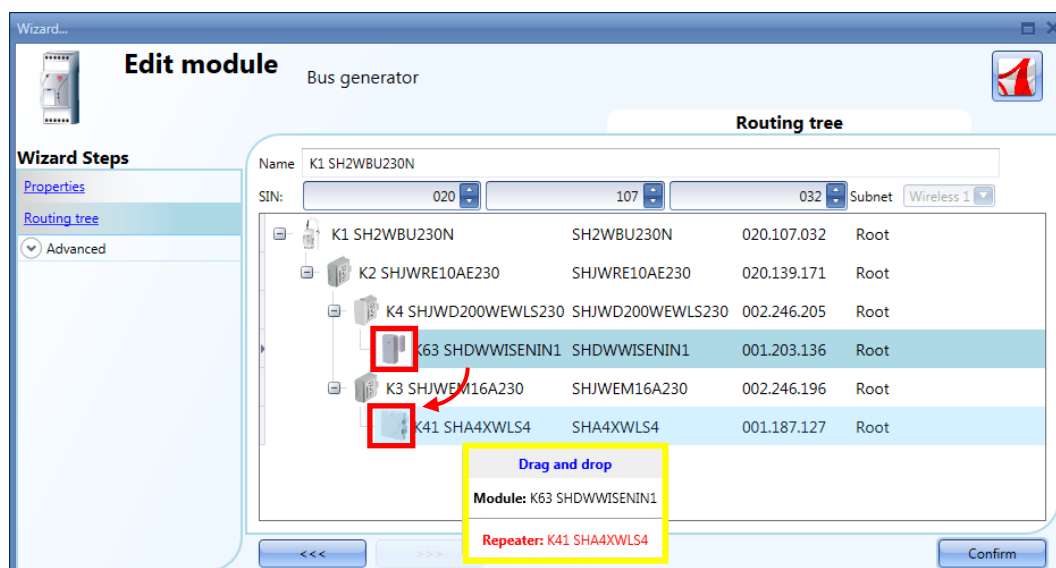 Wizard...
Edit module
Bus generator
Routing tree
Wizard Steps
Properties
Routing tree
Advanced
Name K1 SH2WBU230N
SIN: 020 107 032 Subnet Wireless 1
K1 SH2WBU230N SH2WBU230N 020.107.032 Root
K2 SHJWRE10AE230 SHJWRE10AE230 020.139.171 Root
K4 SHJWD200WEWLS230 SHJWD200WEWLS230 002.246.205 Root
K63 SHDWWISENIN1 SHDWWISENIN1 001.203.136 Root
K3 SHJWEM16A230 SHJWEM16A230 002.246.196 Root
K41 SHA4XWLS4 SHA4XWLS4 001.187.127 Root
Drag and drop
Module: K63 SHDWWISENIN1
Repeater: K41 SHA4XWLS4
<<< >>> Confirm